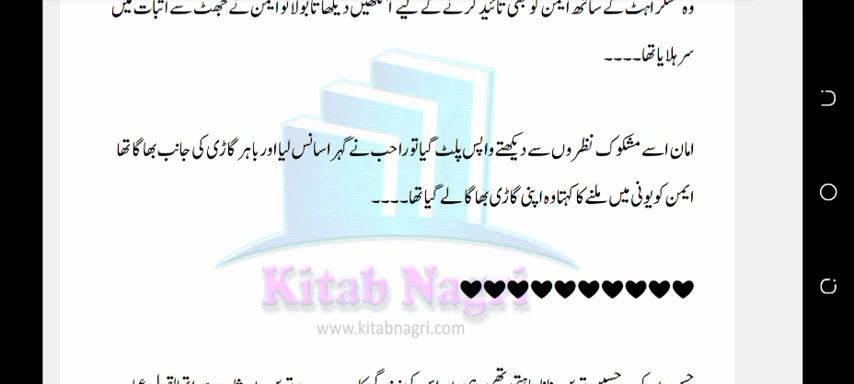 وہ مسکراہٹ کے ساتھ ایمن کو بھی تائید کرنے کے لیے آنکھیں دیکھاتا بولا تو ایمن نے جھٹ سے اثبات میں
سر ہلایا تھا۔۔۔۔
امان اسے مشکوک نظروں سے دیکھتے واپس پلٹ گیا تو راحب نے گہرا سانس لیا اور باہر گاڑی کی جانب بھاگا تھا
ایمن کو یونی میں ملنے کا کہتا وہ اپنی گاڑی بھاگا لے گیا تھا۔۔۔۔
Kitab Nagri
♥♥♥♥♥♥♥♥♥♥
www.kitabnagri.com